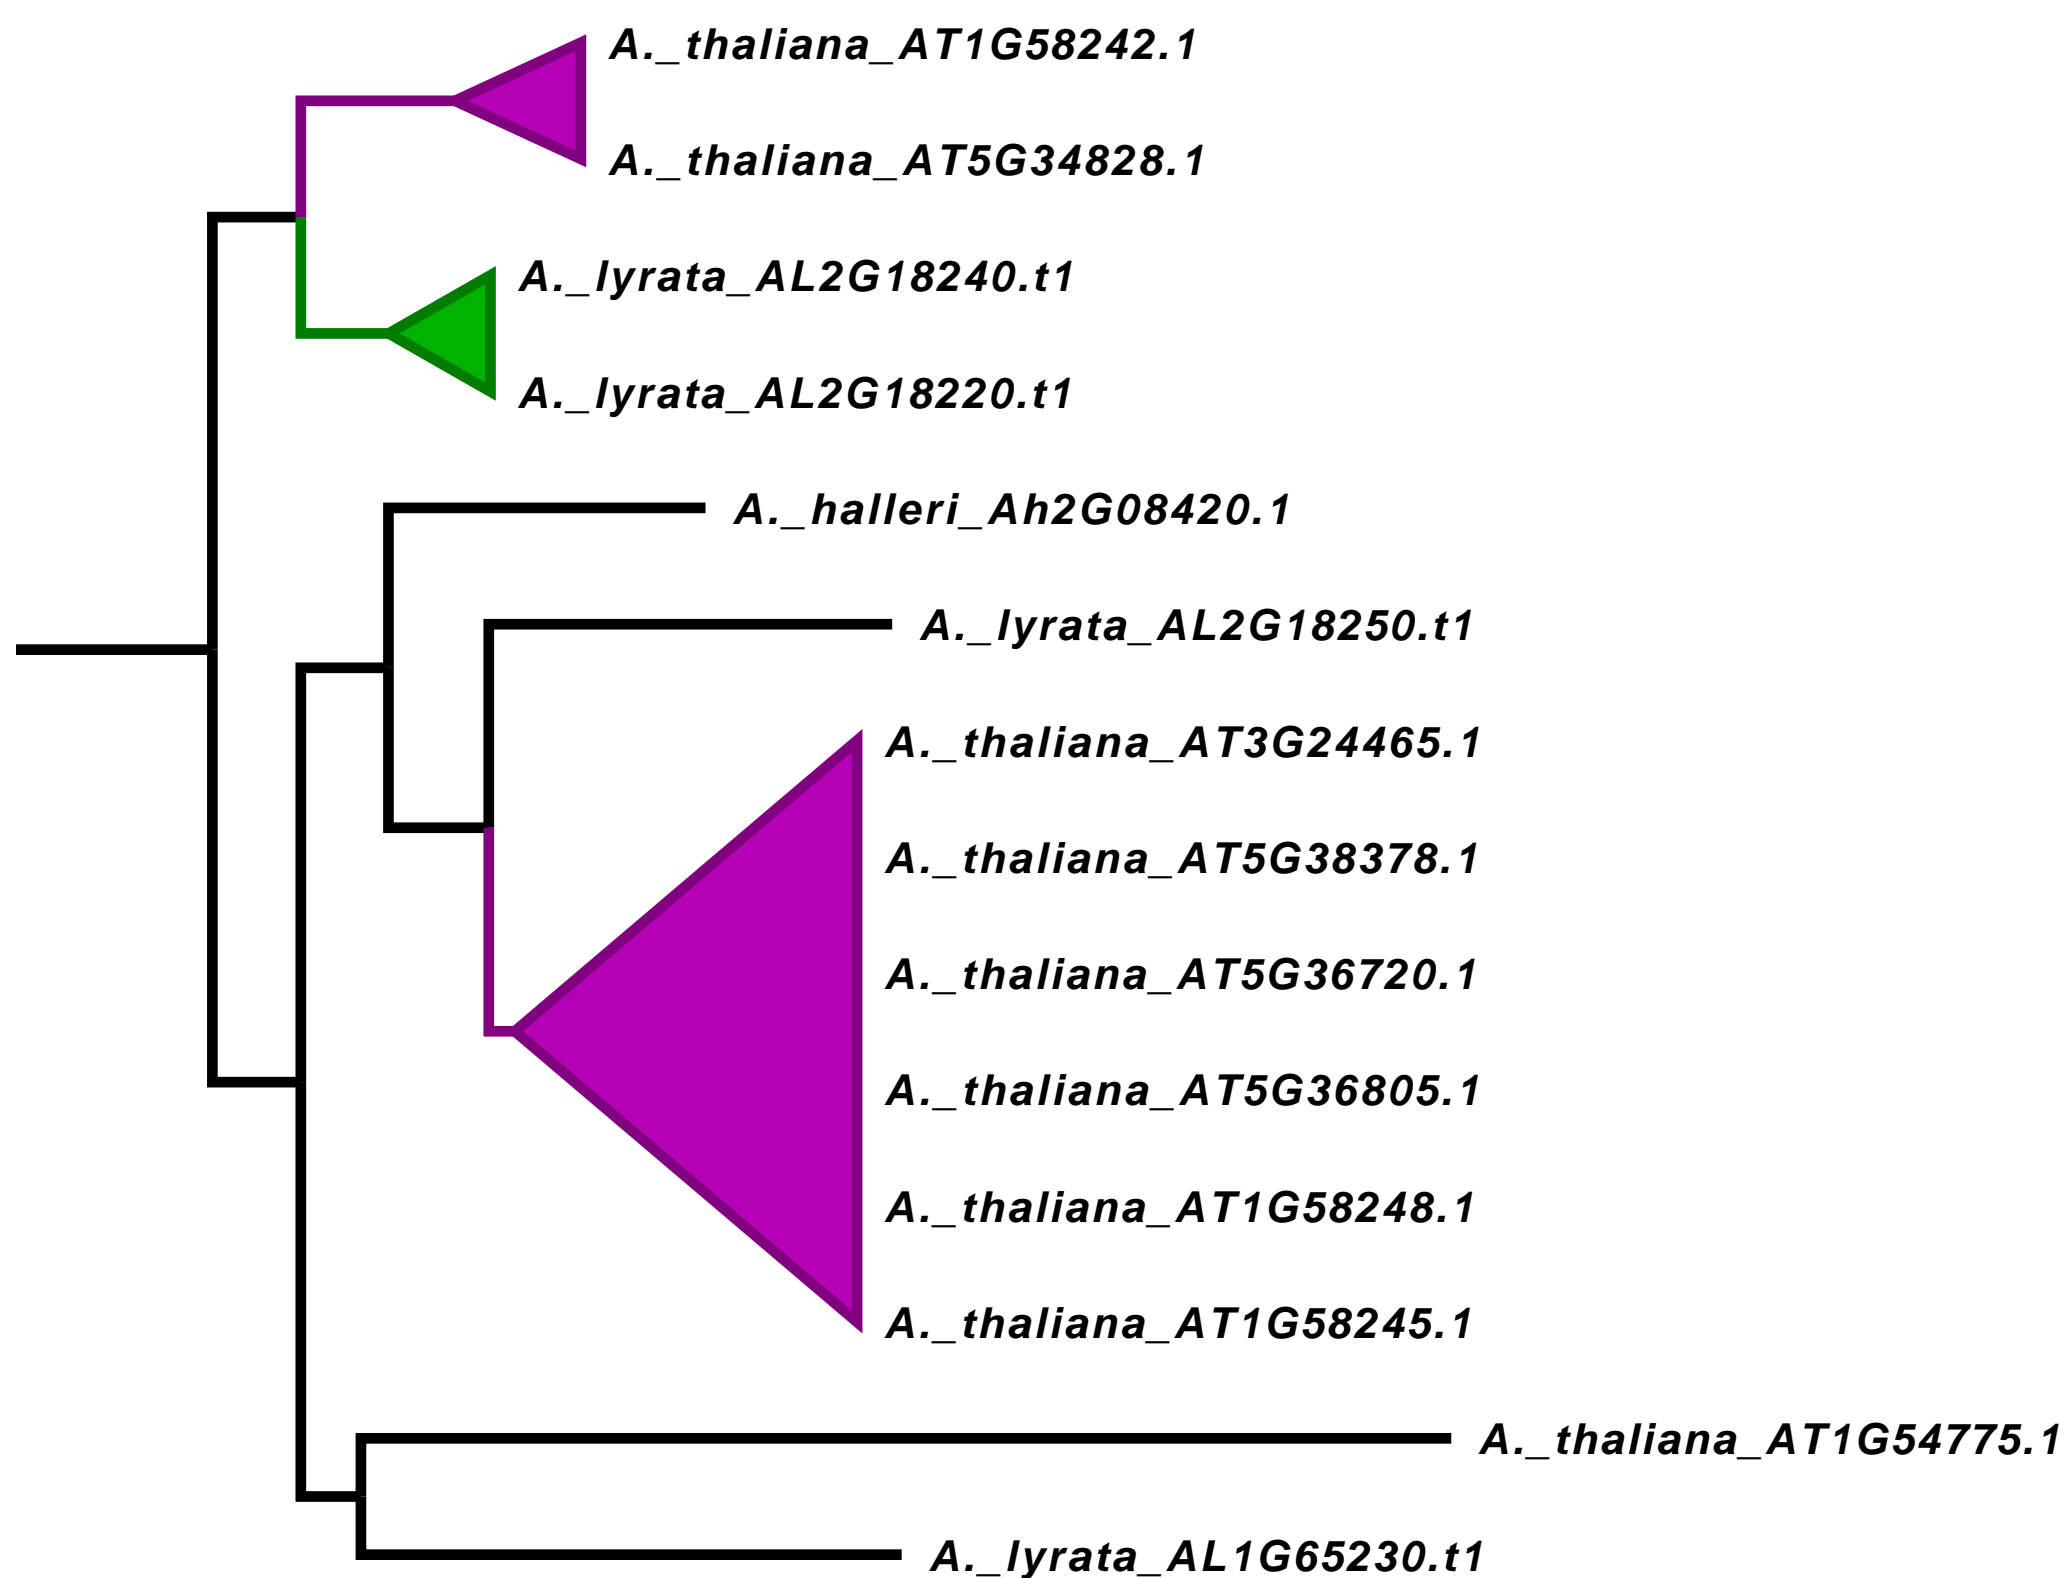 A._thaliana_AT1G58242.1
A._thaliana_AT5G34828.1
A._lyrata_AL2G18240.t1
A._lyrata_AL2G18220.t1
A._halleri_Ah2G08420.1
A._lyrata_AL2G18250.t1
A._thaliana_AT3G24465.1
A._thaliana_AT5G38378.1
A._thaliana_AT5G36720.1
A._thaliana_AT5G36805.1
A._thaliana_AT1G58248.1
A._thaliana_AT1G58245.1
A._thaliana_AT1G54775.1
A._lyrata_AL1G65230.t1